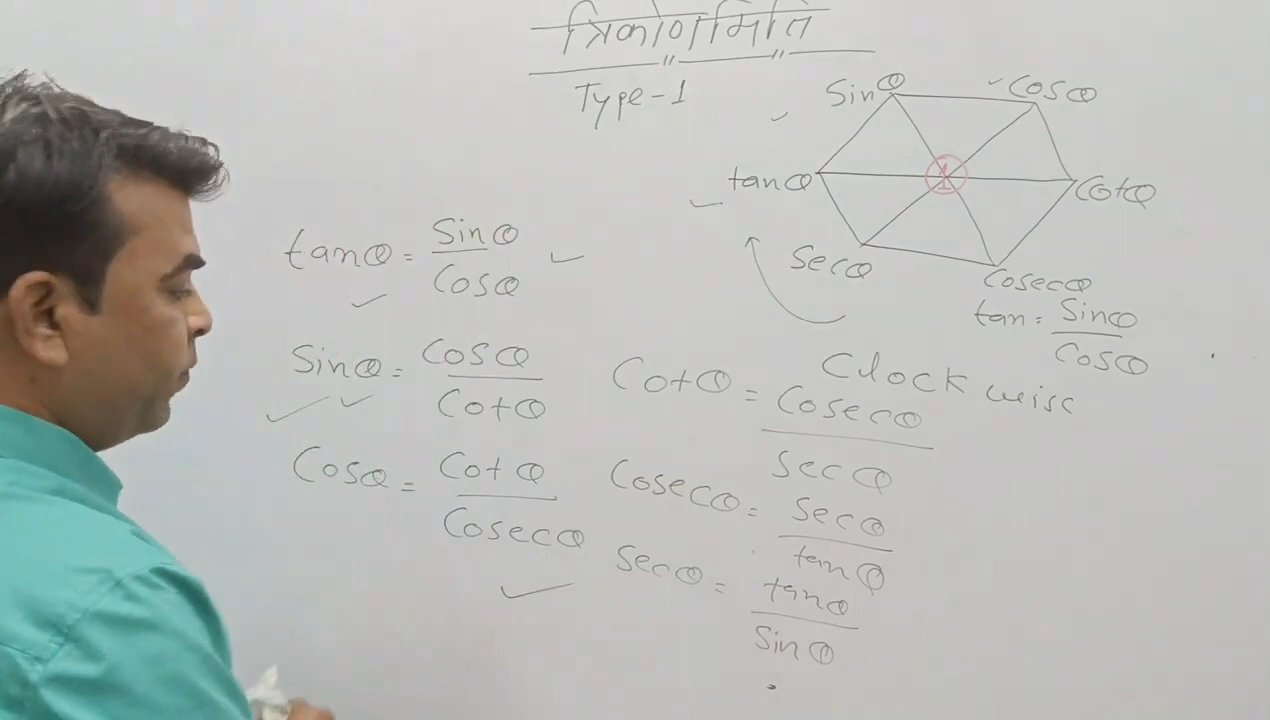 त्रिकोणमिति
Type-1
Sinθ
Cosθ
tanθ
1
Cotθ
Secθ
Cosecθ
tan = Sinθ / Cosθ
Clock wise
tanθ = Sinθ / Cosθ
Sinθ = Cosθ / Cotθ
Cosθ = Cotθ / Cosecθ
Cotθ = Cosecθ / Secθ
Cosecθ = Secθ / tanθ
Secθ = tanθ / Sinθ